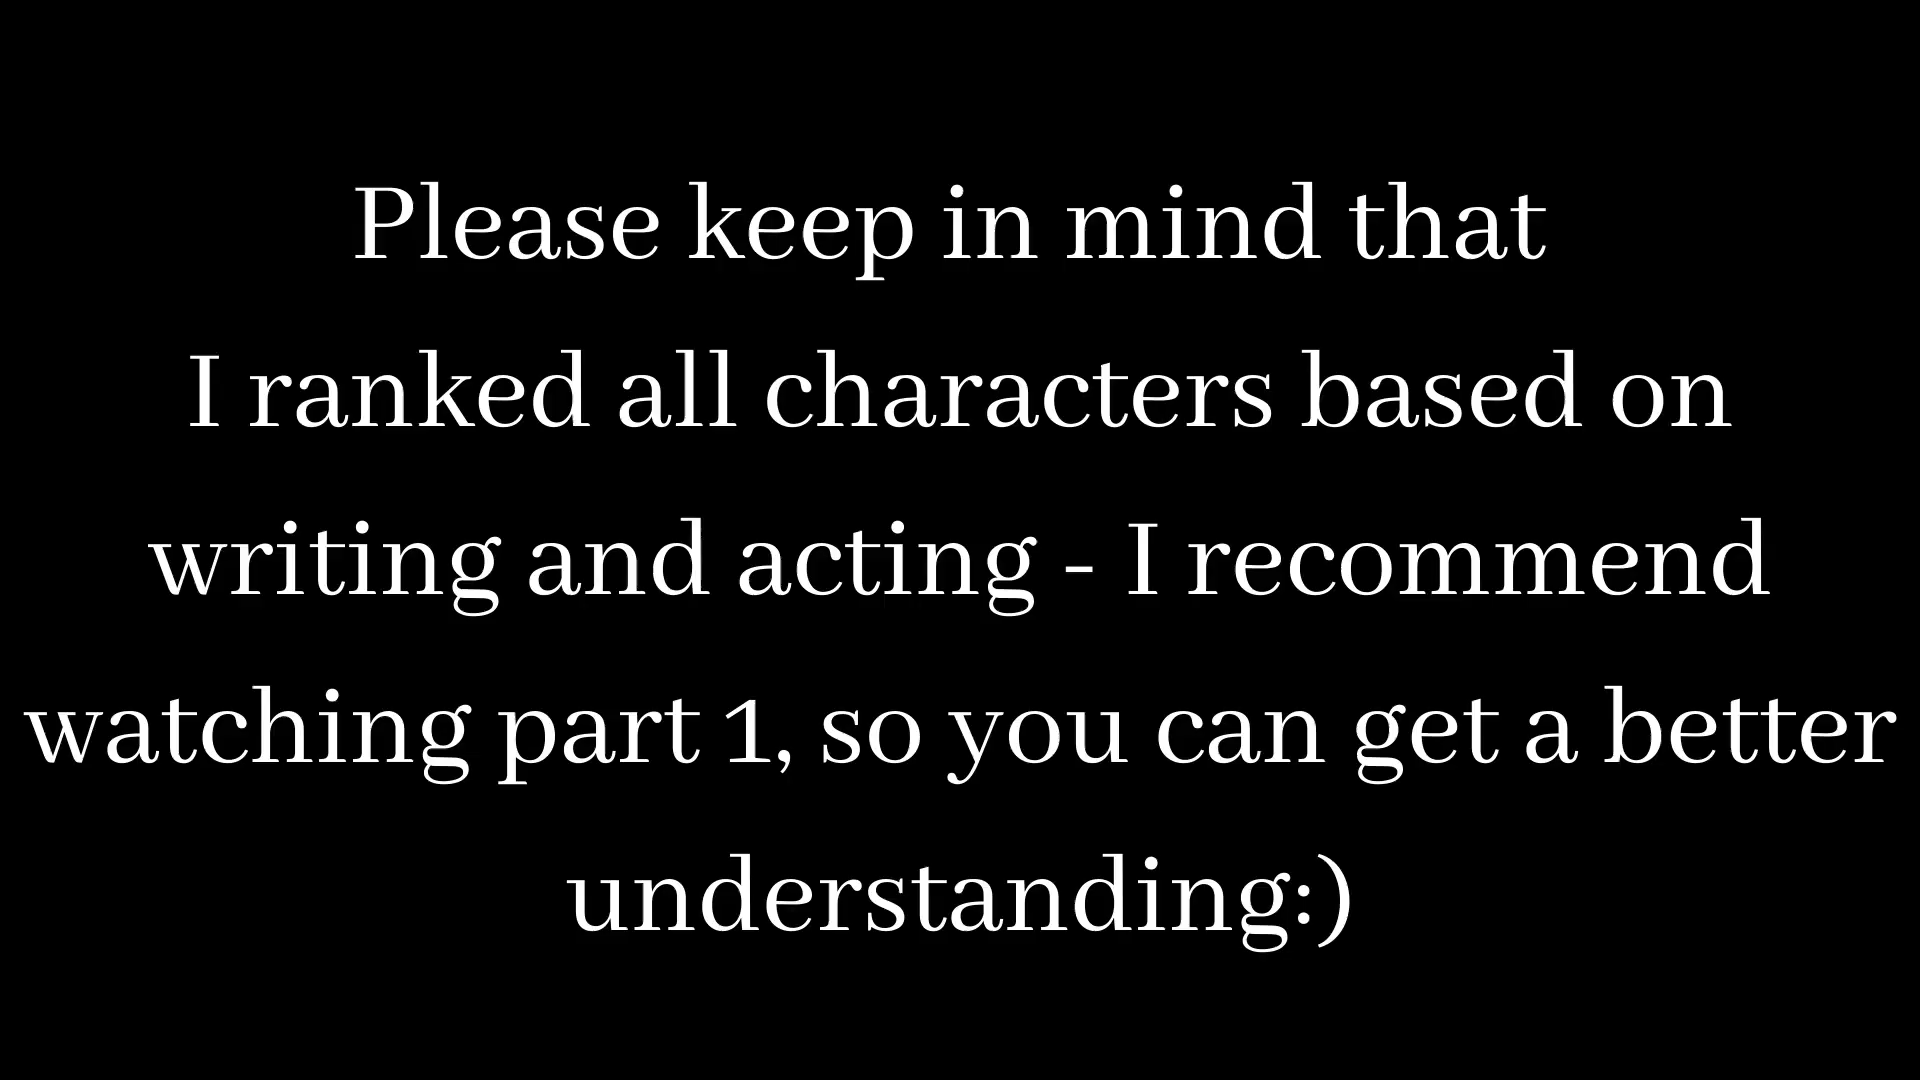 Please keep in mind that
I ranked all characters based on
writing and acting - I recommend
watching part 1, so you can get a better
understanding:)